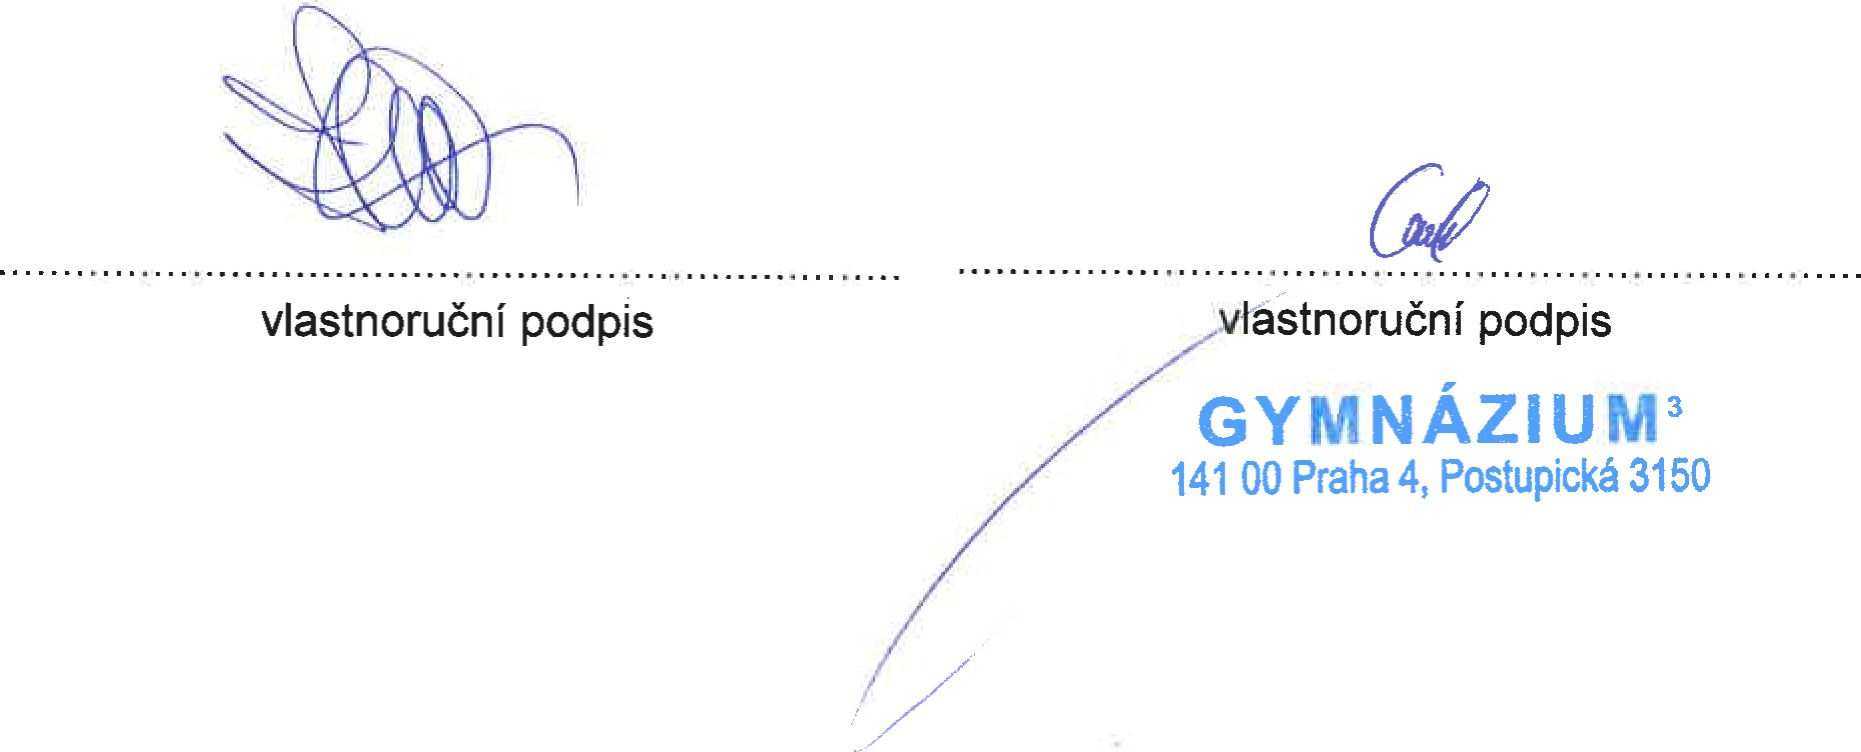 vlastnoruční podpis
vlastnoruční podpis
GYMNÁZIUM³
141 00 Praha 4, Postupická 3150